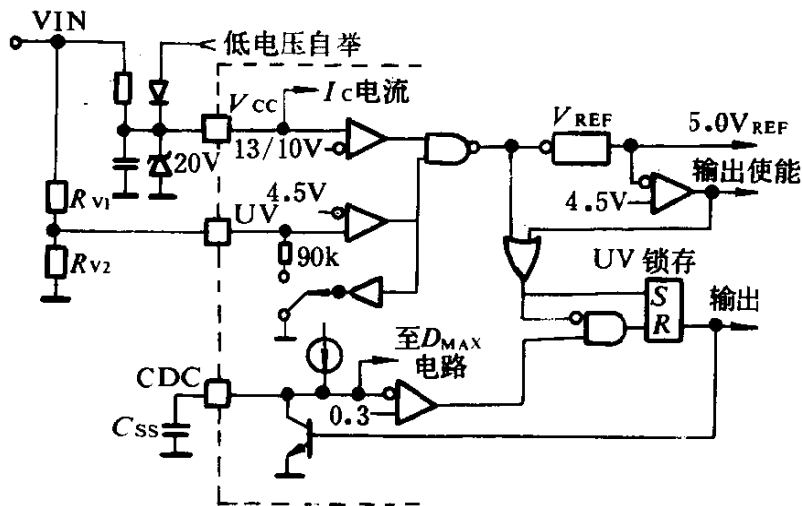 VIN
低电压自举
VCC
IC电流
VREF
5.0VREF
20V
13/10V
输出使能
4.5V
4.5V
RV1
UV
RV2
90k
UV锁存
S
输出
R
至DMAX
电路
CDC
0.3
CSS